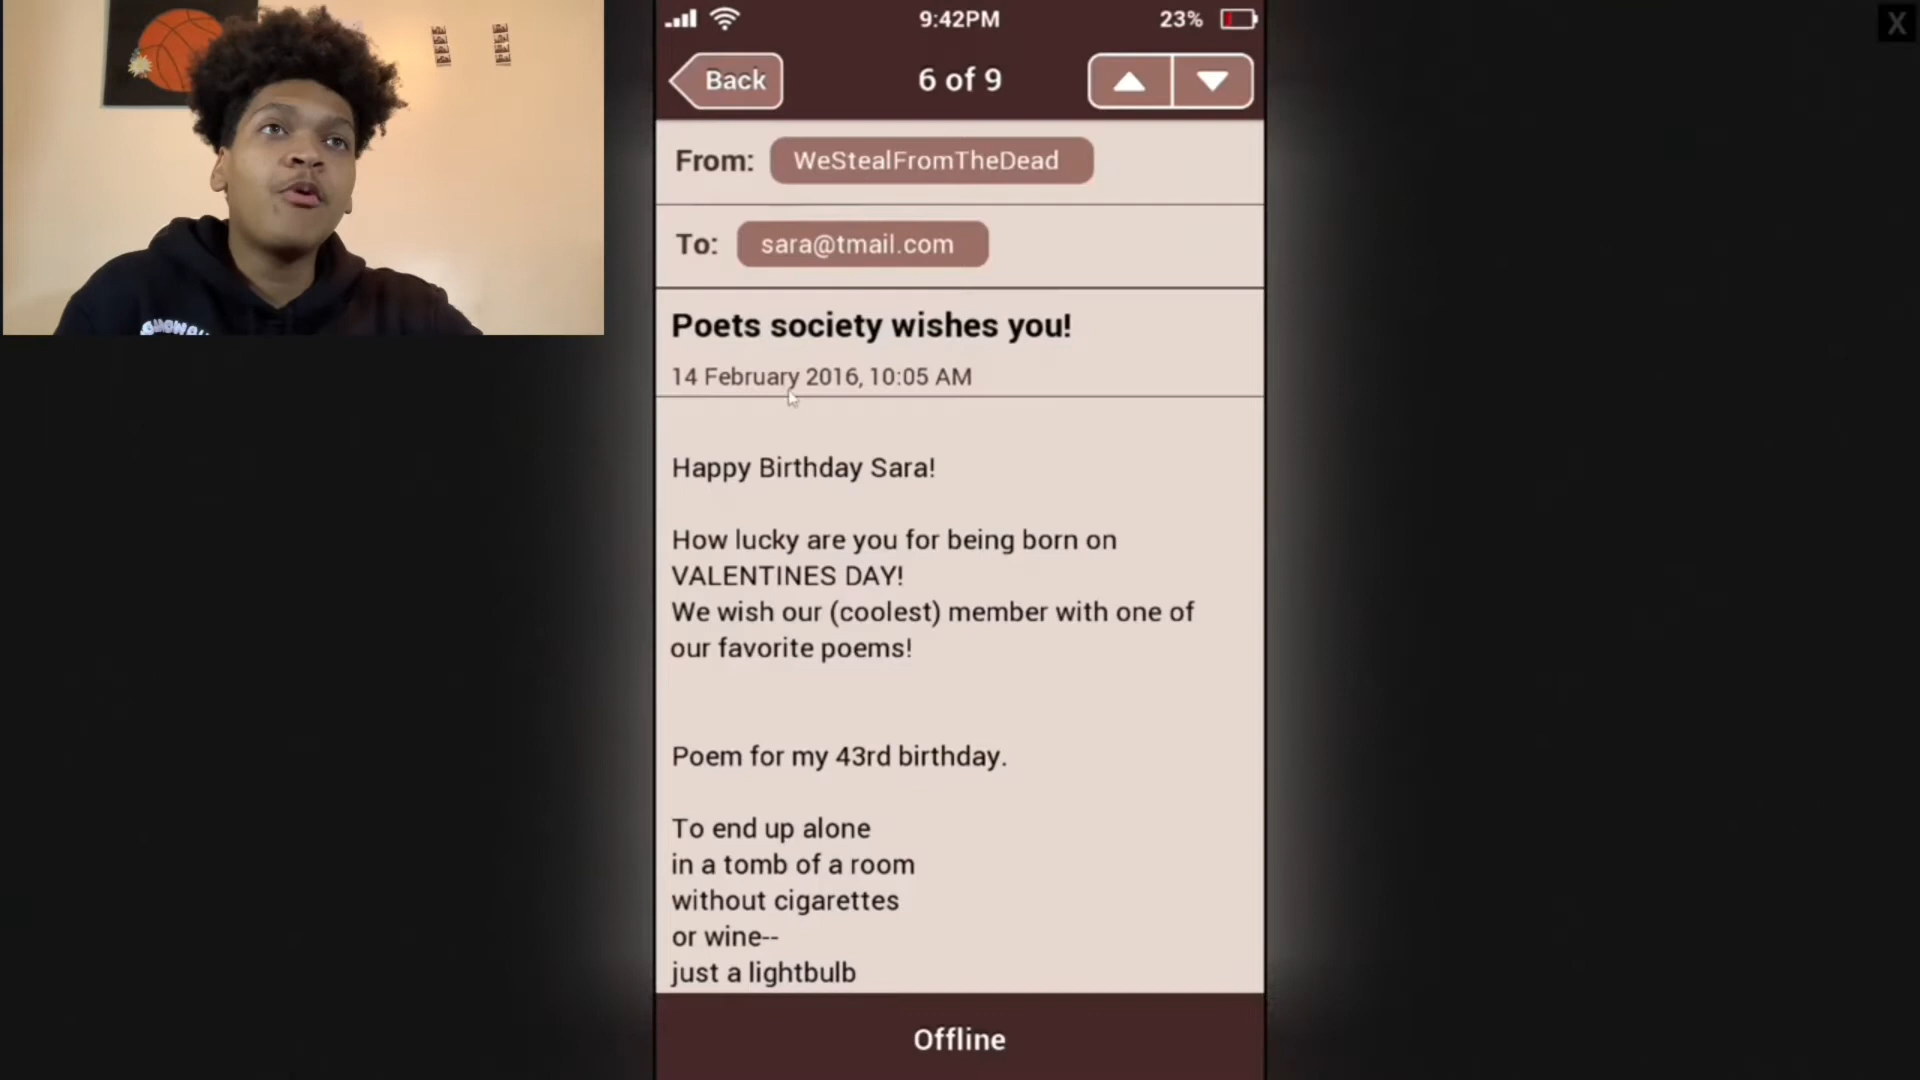 9:42PM
23%
X
Back
6 of 9
From: WeStealFromTheDead
To: sara@tmail.com
Poets society wishes you!
14 February 2016, 10:05 AM
Happy Birthday Sara!
How lucky are you for being born on
VALENTINES DAY!
We wish our (coolest) member with one of
our favorite poems!
Poem for my 43rd birthday.
To end up alone
in a tomb of a room
without cigarettes
or wine--
just a lightbulb
Offline